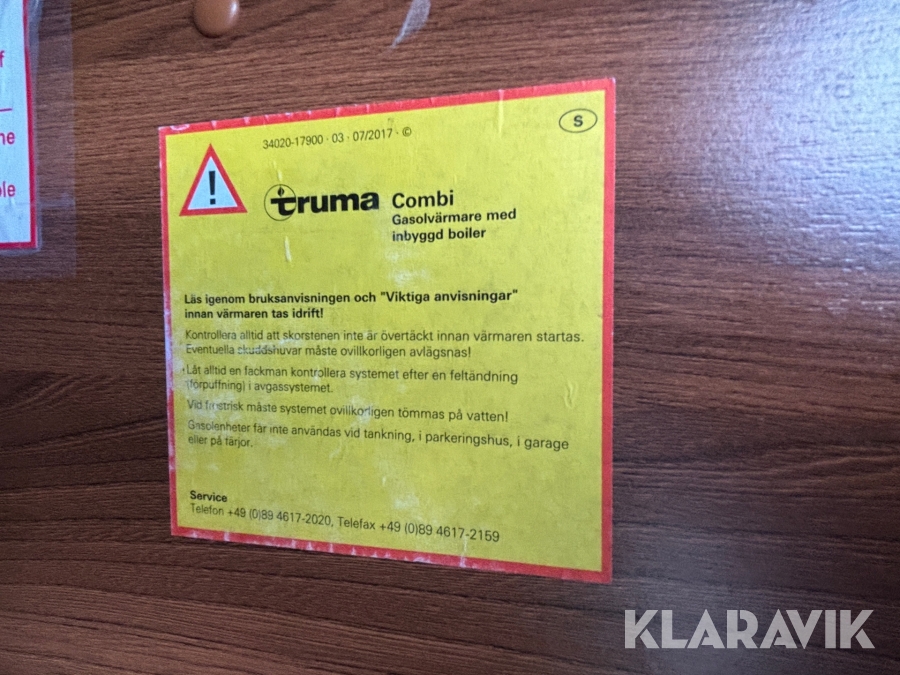 34020-17900 · 03 · 07/2017 · ©
S
!
truma Combi
Gasolvärmare med
inbyggd boiler
Läs igenom bruksanvisningen och "Viktiga anvisningar"
innan värmaren tas idrift!
Kontrollera alltid att skorstenen inte är övertäckt innan värmaren startas.
Eventuella skuddshuvar måste ovillkorligen avlägsnas!
Låt alltid en fackman kontrollera systemet efter en feltändning
(förpuffning) i avgassystemet.
Vid frostrisk måste systemet ovillkorligen tömmas på vatten!
Gasolenheter får inte användas vid tankning, i parkeringshus, i garage
eller på färjor.
Service
Telefon +49 (0)89 4617-2020, Telefax +49 (0)89 4617-2159
KLARAVIK